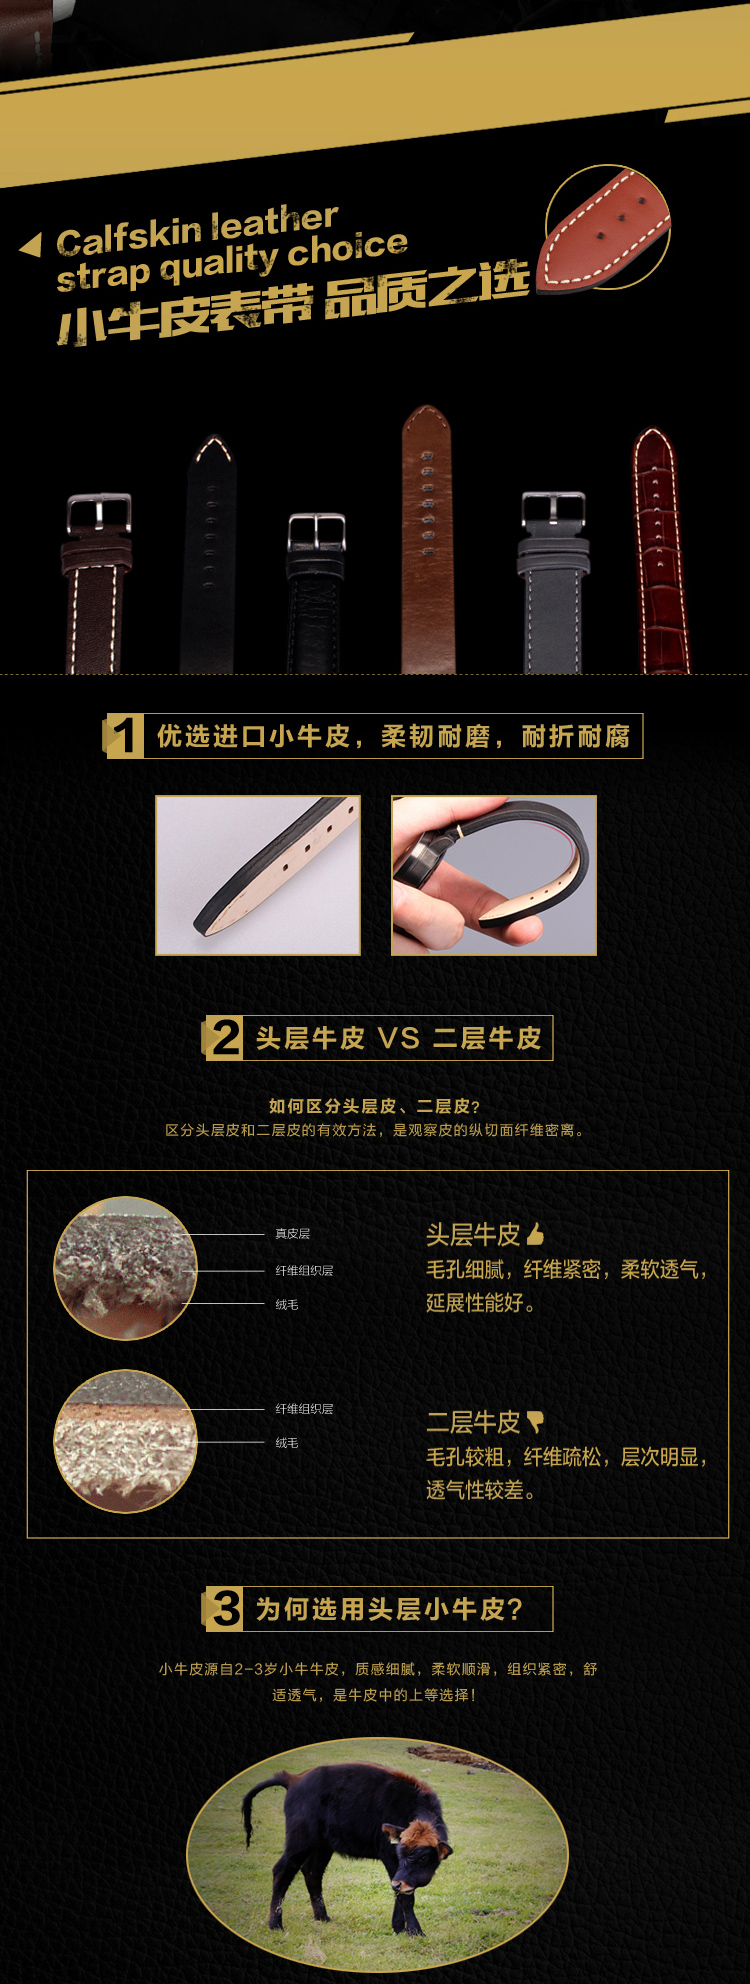 Calfskin leather
strap quality choice
小牛皮表带 品质之选
1 优选进口小牛皮，柔韧耐磨，耐折耐腐
2 头层牛皮 VS 二层牛皮
如何区分头层皮、二层皮？
区分头层皮和二层皮的有效方法，是观察皮的纵切面纤维密离。
真皮层
纤维组织层
绒毛
头层牛皮
毛孔细腻，纤维紧密，柔软透气，
延展性能好。
纤维组织层
绒毛
二层牛皮
毛孔较粗，纤维疏松，层次明显，
透气性较差。
3 为何选用头层小牛皮？
小牛皮源自2-3岁小牛牛皮，质感细腻，柔软顺滑，组织紧密，舒
适透气，是牛皮中的上等选择！